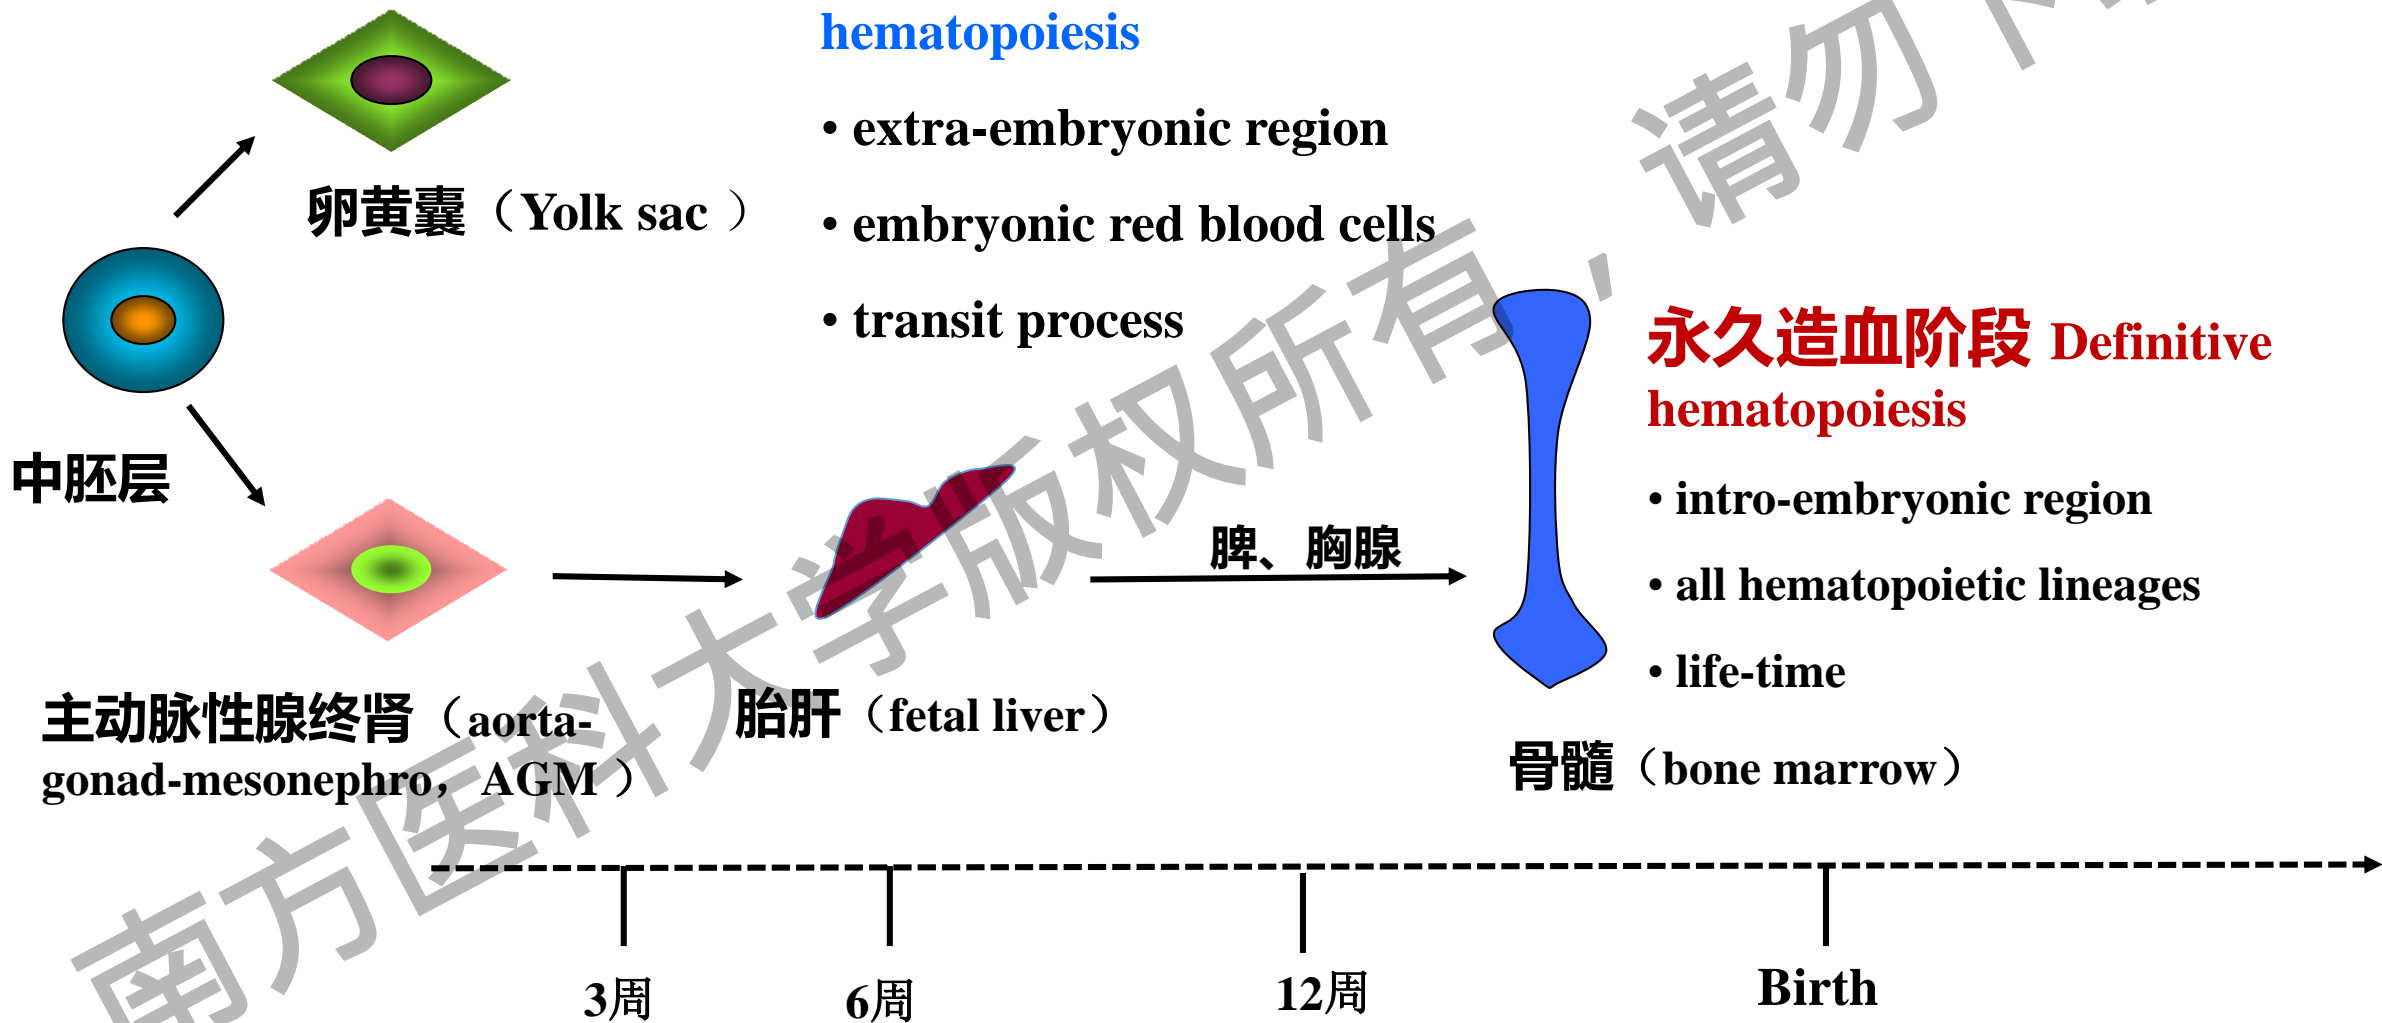 hematopoiesis
• extra-embryonic region
卵黄囊（Yolk sac ）
• embryonic red blood cells
• transit process
永久造血阶段 Definitive
hematopoiesis
中胚层
• intro-embryonic region
脾、胸腺
• all hematopoietic lineages
• life-time
主动脉性腺终肾（aorta-
gonad-mesonephro，AGM ）
胎肝（fetal liver）
骨髓（bone marrow）
3周
6周
12周
Birth
南方医科大学版权所有，请勿下